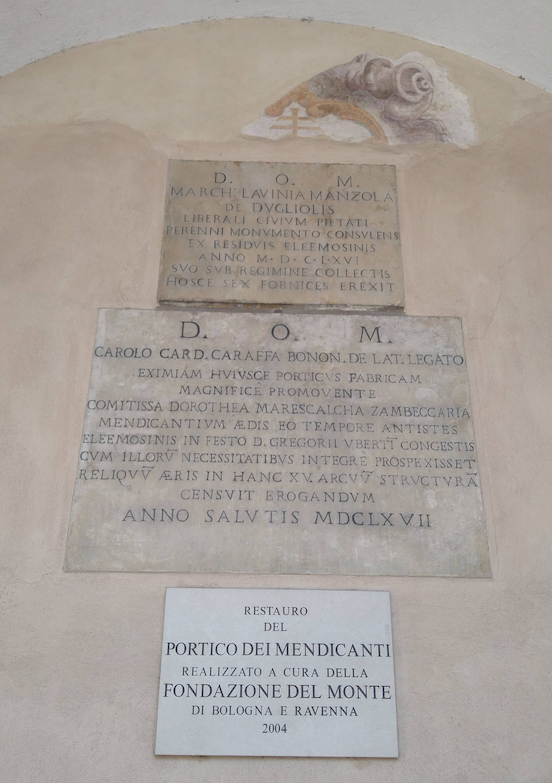 D. O. M.
MARCH. LAVINIA MANZOLA
DE DVGLIOLIS
LIBERALI CIVIVM PIETATI
PERENNI MONVMENTO CONSVLENS
EX RESIDVIS ELEEMOSINIS
ANNO M·D·C·L·XVI
SVO SVB REGIMINE COLLECTIS
HOSCE SEX FORNICES EREXIT
D. O. M.
CAROLO CARD. CARAFFA BONON. DE LAT. LEGATO
EXIMIAM HVIVSCE PORTICVS FABRICAM
MAGNIFICE PROMOVENTE
COMITISSA DOROTHEA MARESCALCHA ZAMBECCARIA
MENDICANTIVM ÆDIS EO TEMPORE ANTISTES
ELEEMOSINIS IN FESTO D. GREGORII VBERTI᷉ CONGESTIS
CVM ILLORV̄ NECESSITATIBVS INTEGRE PROSPEXISSET
RELIQVV̄ ÆRIS IN HANC XV. ARCVV̄ STRVCTVRĀ
CENSVIT EROGANDVM
ANNO SALVTIS MDCLXVII
RESTAURO
DEL
PORTICO DEI MENDICANTI
REALIZZATO A CURA DELLA
FONDAZIONE DEL MONTE
DI BOLOGNA E RAVENNA
2004